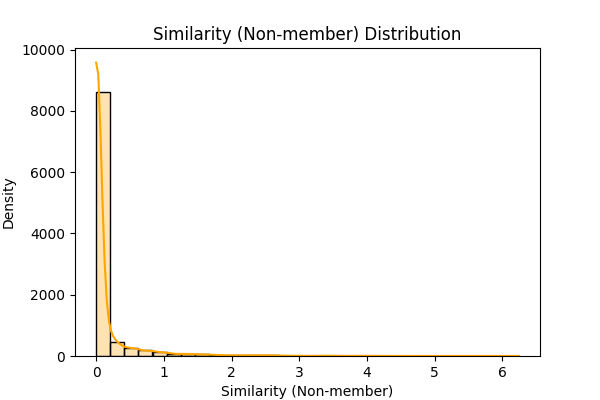 Similarity (Non-member) Distribution
10000
8000
6000
4000
2000
0
Density
0 1 2 3 4 5 6
Similarity (Non-member)